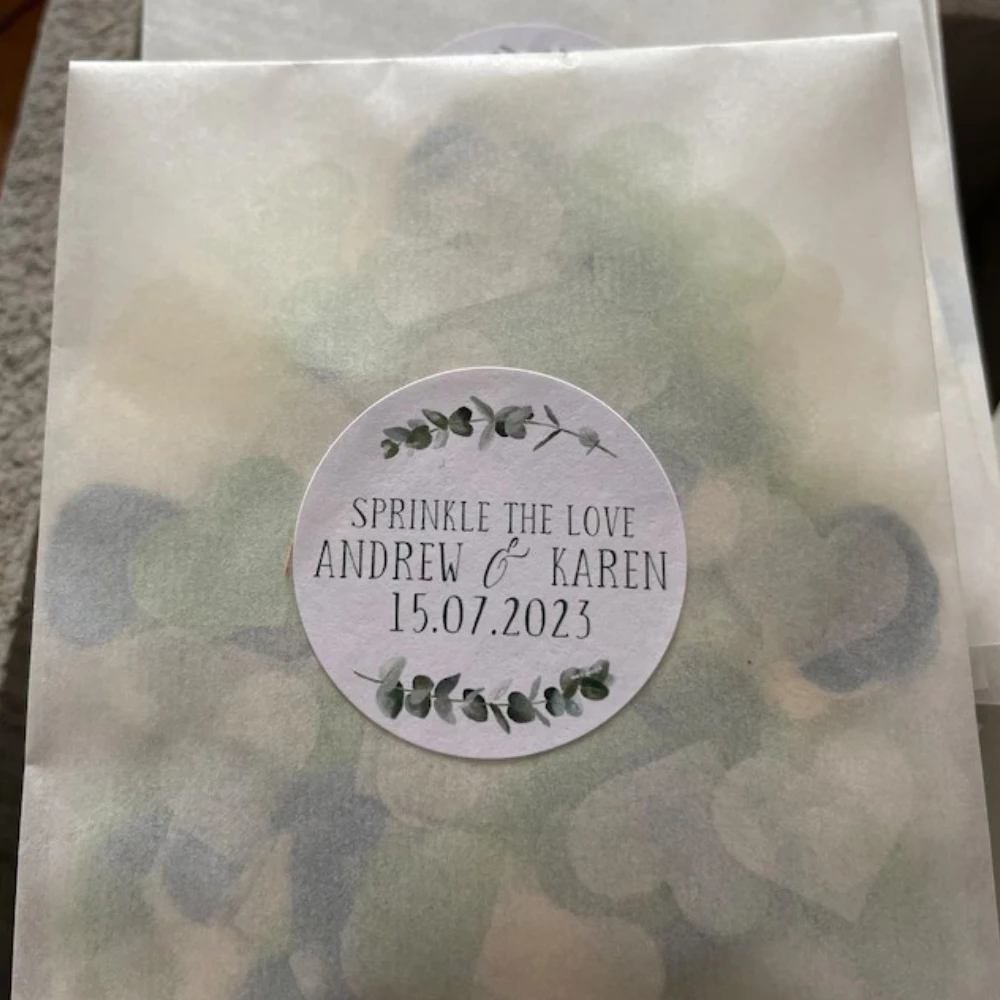 SPRINKLE THE LOVE
ANDREW & KAREN
15.07.2023